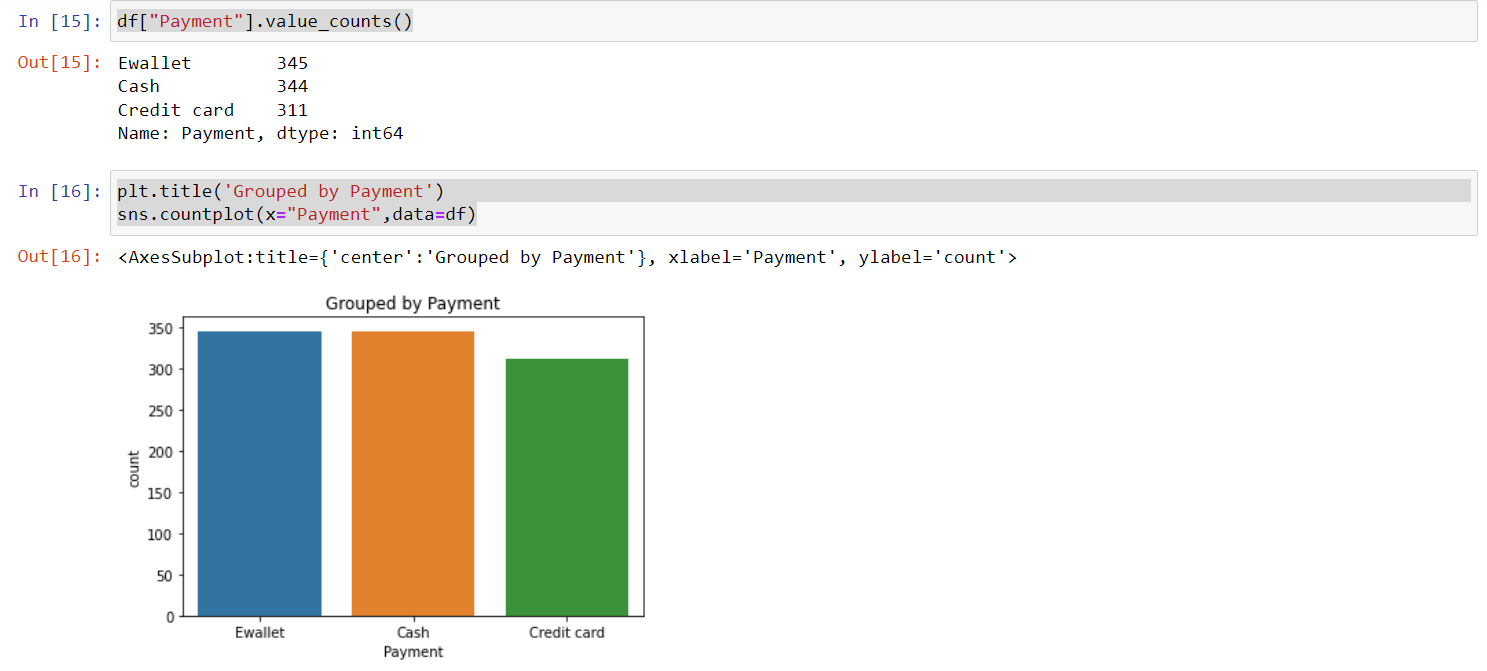 In [15]: df["Payment"].value_counts()
Out[15]: Ewallet 345
Cash 344
Credit card 311
Name: Payment, dtype: int64
In [16]: plt.title('Grouped by Payment')
sns.countplot(x="Payment",data=df)
Out[16]: <AxesSubplot:title={'center':'Grouped by Payment'}, xlabel='Payment', ylabel='count'>
Grouped by Payment
350
300
250
200
150
100
50
0
count
Ewallet Cash Credit card
Payment